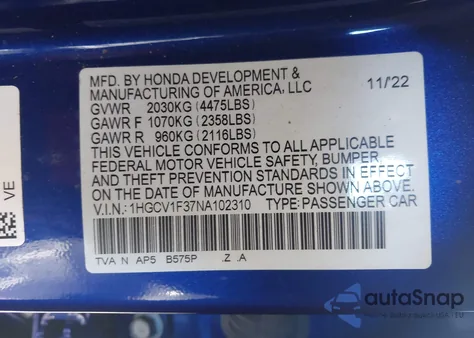 MFD. BY HONDA DEVELOPMENT &
MANUFACTURING OF AMERICA, LLC 11/22
GVWR 2030KG (4475LBS)
GAWR F 1070KG (2358LBS)
GAWR R 960KG (2116LBS)
THIS VEHICLE CONFORMS TO ALL APPLICABLE
FEDERAL MOTOR VEHICLE SAFETY, BUMPER,
AND THEFT PREVENTION STANDARDS IN EFFECT
ON THE DATE OF MANUFACTURE SHOWN ABOVE.
V.I.N.: 1HGCV1F37NA102310 TYPE: PASSENGER CAR
TVA N AP5 B575P .Z .A
VE
autoSnap